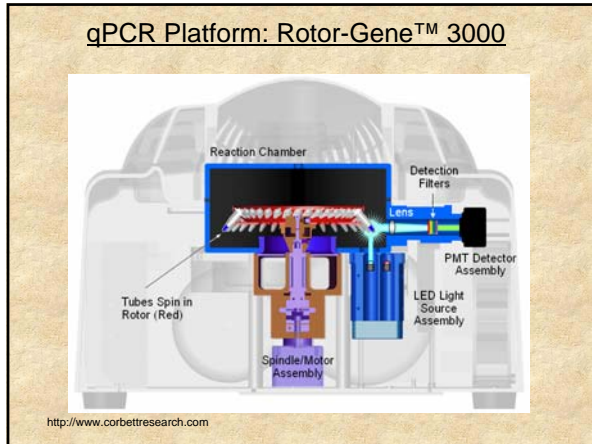 qPCR Platform: Rotor-Gene™ 3000
Reaction Chamber
Detection
Filters
Lens
PMT Detector
Assembly
Tubes Spin in
Rotor (Red)
LED Light
Source
Assembly
Spindle/Motor
Assembly
http://www.corbettresearch.com